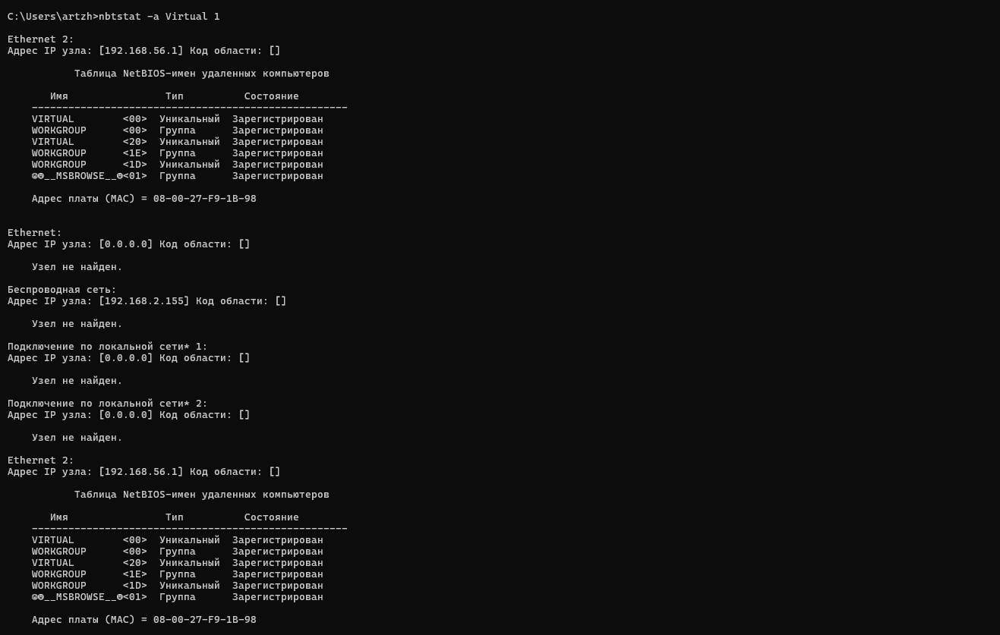 C:\Users\artzh>nbtstat -a Virtual 1
Ethernet 2:
Адрес IP узла: [192.168.56.1] Код области: []
Таблица NetBIOS-имен удаленных компьютеров
Имя Тип Состояние
----------------------------------------------------
VIRTUAL <00> Уникальный Зарегистрирован
WORKGROUP <00> Группа Зарегистрирован
VIRTUAL <20> Уникальный Зарегистрирован
WORKGROUP <1E> Группа Зарегистрирован
WORKGROUP <1D> Уникальный Зарегистрирован
☺☻__MSBROWSE__☻<01> Группа Зарегистрирован
Адрес платы (MAC) = 08-00-27-F9-1B-98
Ethernet:
Адрес IP узла: [0.0.0.0] Код области: []
Узел не найден.
Беспроводная сеть:
Адрес IP узла: [192.168.2.155] Код области: []
Узел не найден.
Подключение по локальной сети* 1:
Адрес IP узла: [0.0.0.0] Код области: []
Узел не найден.
Подключение по локальной сети* 2:
Адрес IP узла: [0.0.0.0] Код области: []
Узел не найден.
Ethernet 2:
Адрес IP узла: [192.168.56.1] Код области: []
Таблица NetBIOS-имен удаленных компьютеров
Имя Тип Состояние
----------------------------------------------------
VIRTUAL <00> Уникальный Зарегистрирован
WORKGROUP <00> Группа Зарегистрирован
VIRTUAL <20> Уникальный Зарегистрирован
WORKGROUP <1E> Группа Зарегистрирован
WORKGROUP <1D> Уникальный Зарегистрирован
☺☻__MSBROWSE__☻<01> Группа Зарегистрирован
Адрес платы (MAC) = 08-00-27-F9-1B-98